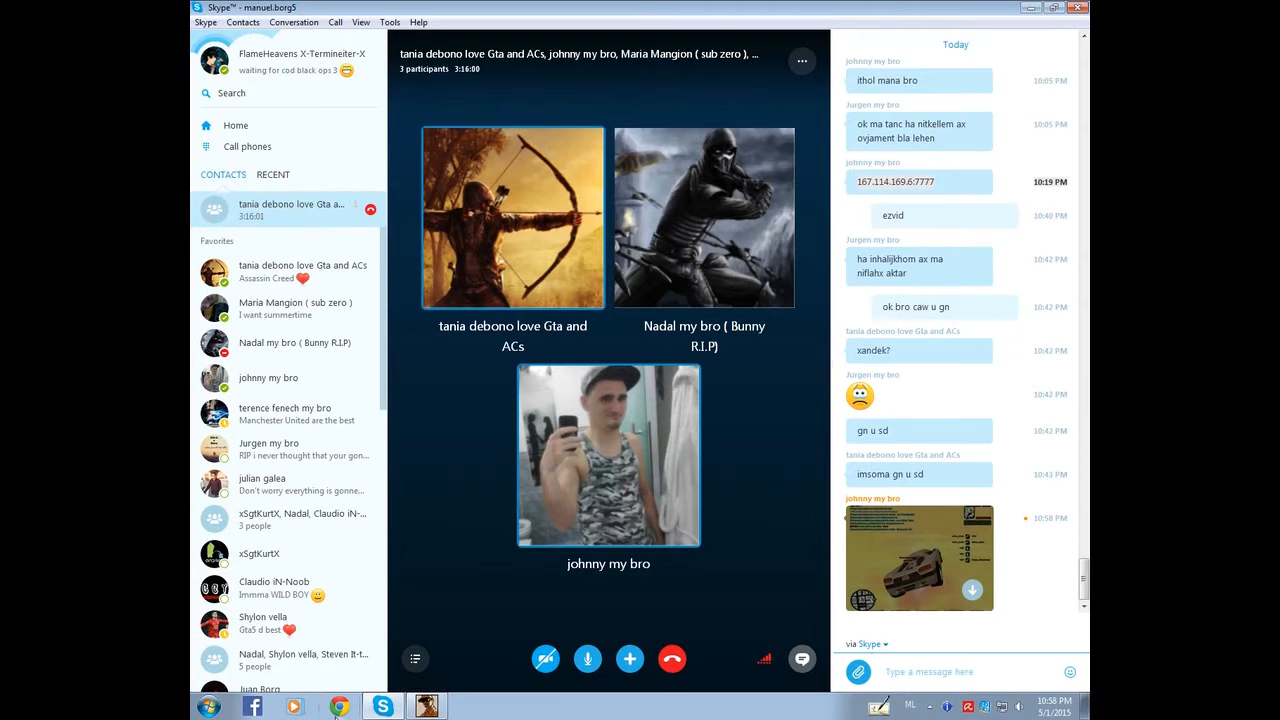 Skype™ - manuel.borg5
Skype Contacts Conversation Call View Tools Help
FlameHeavens X-Termineiter-X
waiting for cod black ops 3
Search
Home
Call phones
CONTACTS RECENT
tania debono love Gta a... 1
3:16:01
Favorites
tania debono love Gta and ACs
Assassin Creed
Maria Mangion ( sub zero )
I want summertime
Nadal my bro ( Bunny R.I.P)
johnny my bro
terence fenech my bro
Manchester United are the best
Jurgen my bro
RIP i never thought that your gon...
julian galea
Don't worry everything is gonne...
xSgtKurtX, Nadal, Claudio iN-...
3 people
xSgtKurtX
Claudio iN-Noob
Immma WILD BOY
Shylon vella
Gta5 d best
Nadal, Shylon vella, Steven It-t...
5 people
Juan Borg
tania debono love Gta and ACs, johnny my bro, Maria Mangion ( sub zero ), ...
3 participants 3:16:00
tania debono love Gta and
ACs
Nadal my bro ( Bunny
R.I.P)
johnny my bro
Today
johnny my bro
ithol mana bro 10:05 PM
Jurgen my bro
ok ma tanc ha nitkellem ax 10:05 PM
ovjament bla lehen
johnny my bro
167.114.169.6:7777 10:19 PM
ezvid 10:40 PM
Jurgen my bro
ha inhalijkhom ax ma 10:42 PM
niflahx aktar
ok bro caw u gn 10:42 PM
tania debono love Gta and ACs
xandek? 10:42 PM
Jurgen my bro
10:42 PM
gn u sd 10:42 PM
tania debono love Gta and ACs
imsoma gn u sd 10:43 PM
johnny my bro
10:58 PM
via Skype
Type a message here
ML
10:58 PM
5/1/2015